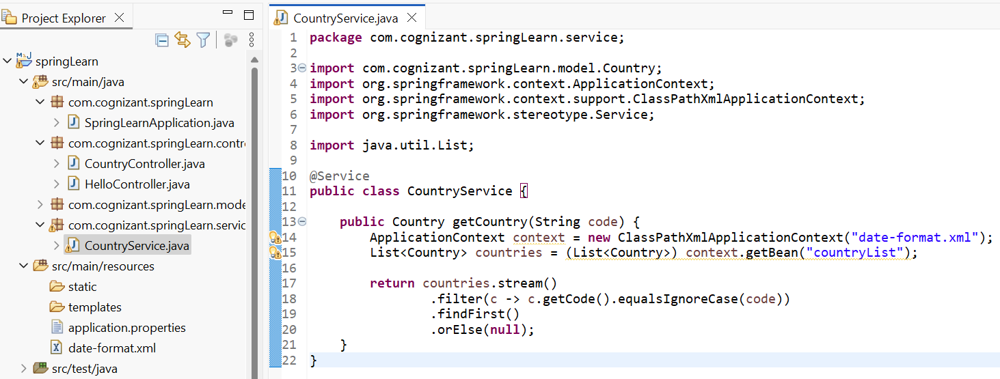 Project Explorer
springLearn
src/main/java
com.cognizant.springLearn
SpringLearnApplication.java
com.cognizant.springLearn.contr
CountryController.java
HelloController.java
com.cognizant.springLearn.mode
com.cognizant.springLearn.servic
CountryService.java
src/main/resources
static
templates
application.properties
date-format.xml
src/test/java
CountryService.java
1 package com.cognizant.springLearn.service;
2
3 import com.cognizant.springLearn.model.Country;
4 import org.springframework.context.ApplicationContext;
5 import org.springframework.context.support.ClassPathXmlApplicationContext;
6 import org.springframework.stereotype.Service;
7
8 import java.util.List;
9
10 @Service
11 public class CountryService {
12
13 public Country getCountry(String code) {
14 ApplicationContext context = new ClassPathXmlApplicationContext("date-format.xml");
15 List<Country> countries = (List<Country>) context.getBean("countryList");
16
17 return countries.stream()
18 .filter(c -> c.getCode().equalsIgnoreCase(code))
19 .findFirst()
20 .orElse(null);
21 }
22 }